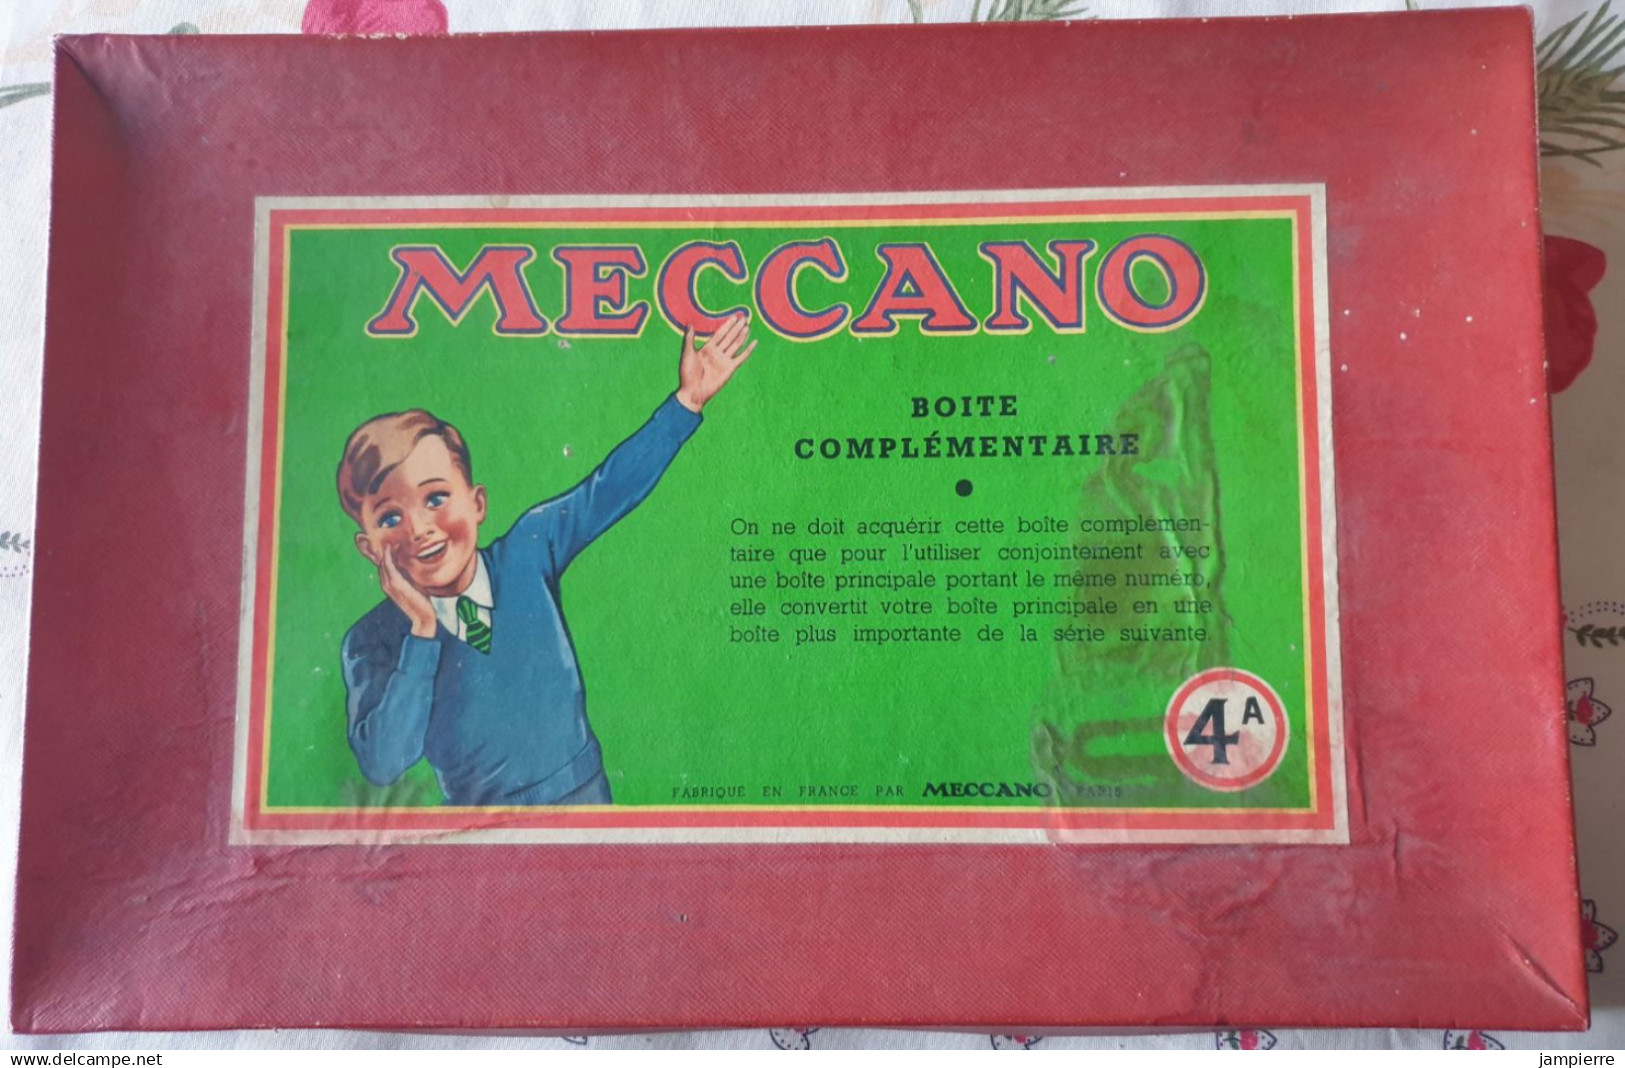 MECCANO
BOITE
COMPLÉMENTAIRE
On ne doit acquérir cette boîte complémen-
taire que pour l'utiliser conjointement avec
une boîte principale portant le même numéro,
elle convertit votre boîte principale en une
boîte plus importante de la série suivante.
4A
FABRIQUÉ EN FRANCE PAR MECCANO PARIS
www.delcampe.net
jampierre